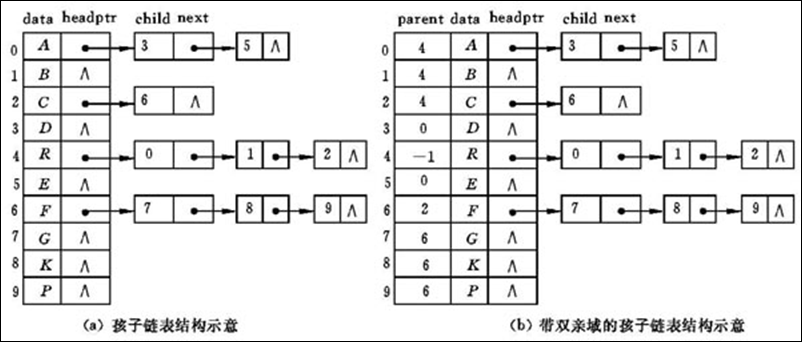 data headptr child next parent data headptr child next
0 A 3 5 ∧ 0 4 A 3 5 ∧
1 B ∧ 1 4 B ∧
2 C 6 ∧ 2 4 C 6 ∧
3 D ∧ 3 0 D ∧
4 R 0 1 2 ∧ 4 -1 R 0 1 2 ∧
5 E ∧ 5 0 E ∧
6 F 7 8 9 ∧ 6 2 F 7 8 9 ∧
7 G ∧ 7 6 G ∧
8 K ∧ 8 6 K ∧
9 P ∧ 9 6 P ∧
(a) 孩子链表结构示意 (b) 带双亲域的孩子链表结构示意